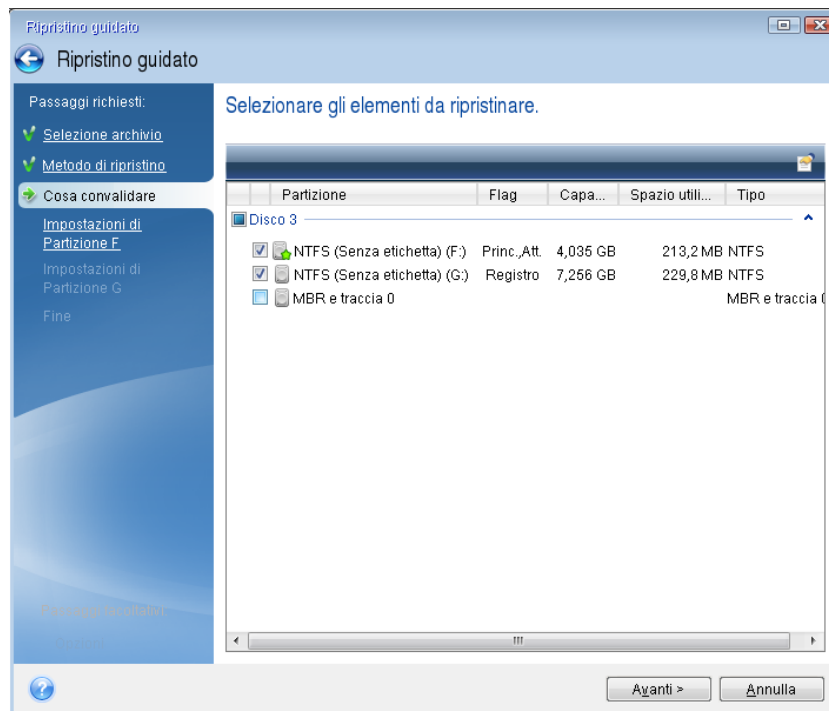 Ripristino guidato
Ripristino guidato
Passaggi richiesti:
Selezione archivio
Metodo di ripristino
Cosa convalidare
Impostazioni di
Partizione F
Impostazioni di
Partizione G
Fine
Selezionare gli elementi da ripristinare.
Partizione Flag Capa... Spazio utili... Tipo
Disco 3
NTFS (Senza etichetta) (F:) Princ.,Att. 4,035 GB 213,2 MB NTFS
NTFS (Senza etichetta) (G:) Registro 7,256 GB 229,8 MB NTFS
MBR e traccia 0 MBR e traccia
Avanti >
Annulla